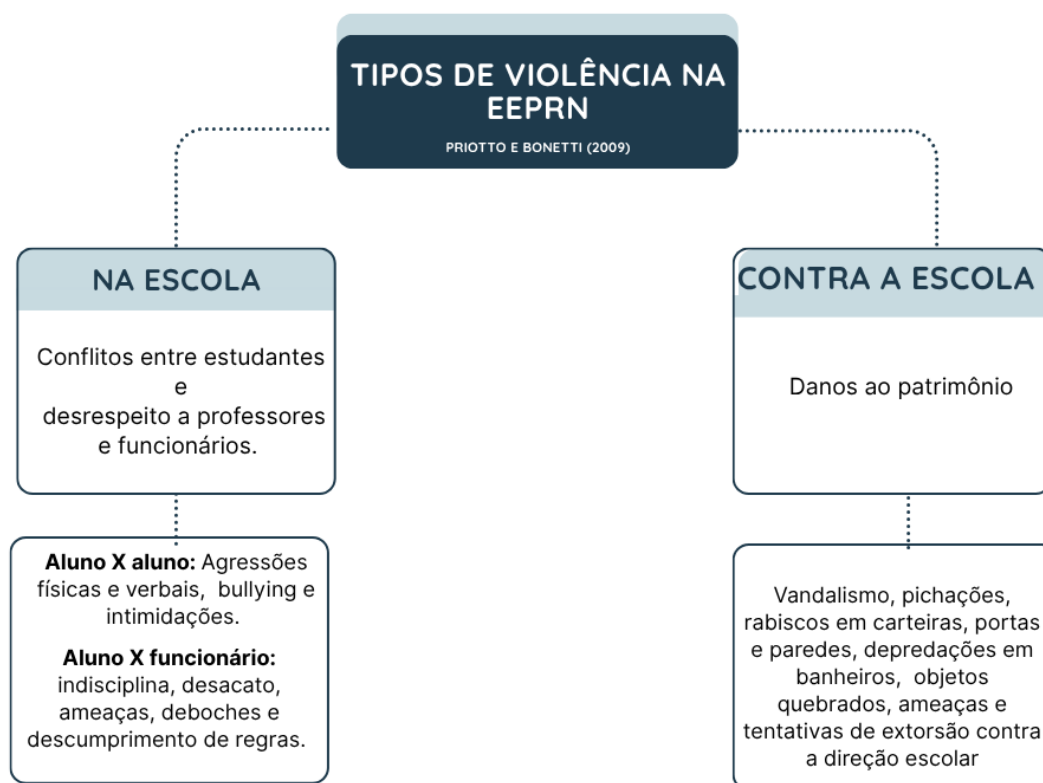 TIPOS DE VIOLÊNCIA NA
EEPRN
PRIOTTO E BONETTI (2009)
NA ESCOLA
Conflitos entre estudantes
e
desrespeito a professores
e funcionários.
Aluno X aluno: Agressões
físicas e verbais, bullying e
intimidações.
Aluno X funcionário:
indisciplina, desacato,
ameaças, deboches e
descumprimento de regras.
CONTRA A ESCOLA
Danos ao patrimônio
Vandalismo, pichações,
rabiscos em carteiras, portas
e paredes, depredações em
banheiros, objetos
quebrados, ameaças e
tentativas de extorsão contra
a direção escolar